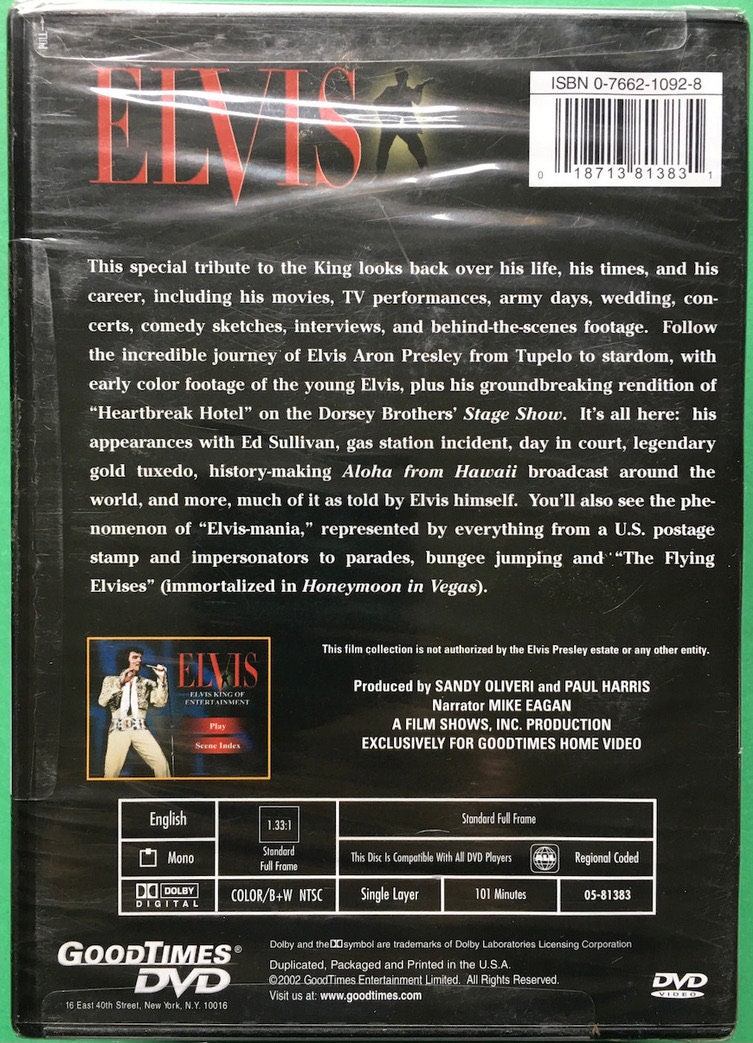 PULL
ELVIS
ISBN 0-7662-1092-8
0 18713 81383 1
This special tribute to the King looks back over his life, his times, and his
career, including his movies, TV performances, army days, wedding, con-
certs, comedy sketches, interviews, and behind-the-scenes footage. Follow
the incredible journey of Elvis Aron Presley from Tupelo to stardom, with
early color footage of the young Elvis, plus his groundbreaking rendition of
“Heartbreak Hotel” on the Dorsey Brothers’ Stage Show. It’s all here: his
appearances with Ed Sullivan, gas station incident, day in court, legendary
gold tuxedo, history-making Aloha from Hawaii broadcast around the
world, and more, much of it as told by Elvis himself. You’ll also see the phe-
nomenon of “Elvis-mania,” represented by everything from a U.S. postage
stamp and impersonators to parades, bungee jumping and “The Flying
Elvises” (immortalized in Honeymoon in Vegas).
ELVIS
ELVIS KING OF
ENTERTAINMENT
Play
Scene Index
This film collection is not authorized by the Elvis Presley estate or any other entity.
Produced by SANDY OLIVERI and PAUL HARRIS
Narrator MIKE EAGAN
A FILM SHOWS, INC. PRODUCTION
EXCLUSIVELY FOR GOODTIMES HOME VIDEO
English
1.33:1
Standard
Full Frame
Standard Full Frame
Mono
This Disc Is Compatible With All DVD Players
ALL
Regional Coded
DOLBY
DIGITAL
COLOR/B+W NTSC
Single Layer
101 Minutes
05-81383
GOODTIMES®
DVD
16 East 40th Street, New York, N.Y. 10016
Dolby and the DD symbol are trademarks of Dolby Laboratories Licensing Corporation
Duplicated, Packaged and Printed in the U.S.A.
©2002 GoodTimes Entertainment Limited. All Rights Reserved.
Visit us at: www.goodtimes.com
DVD
VIDEO